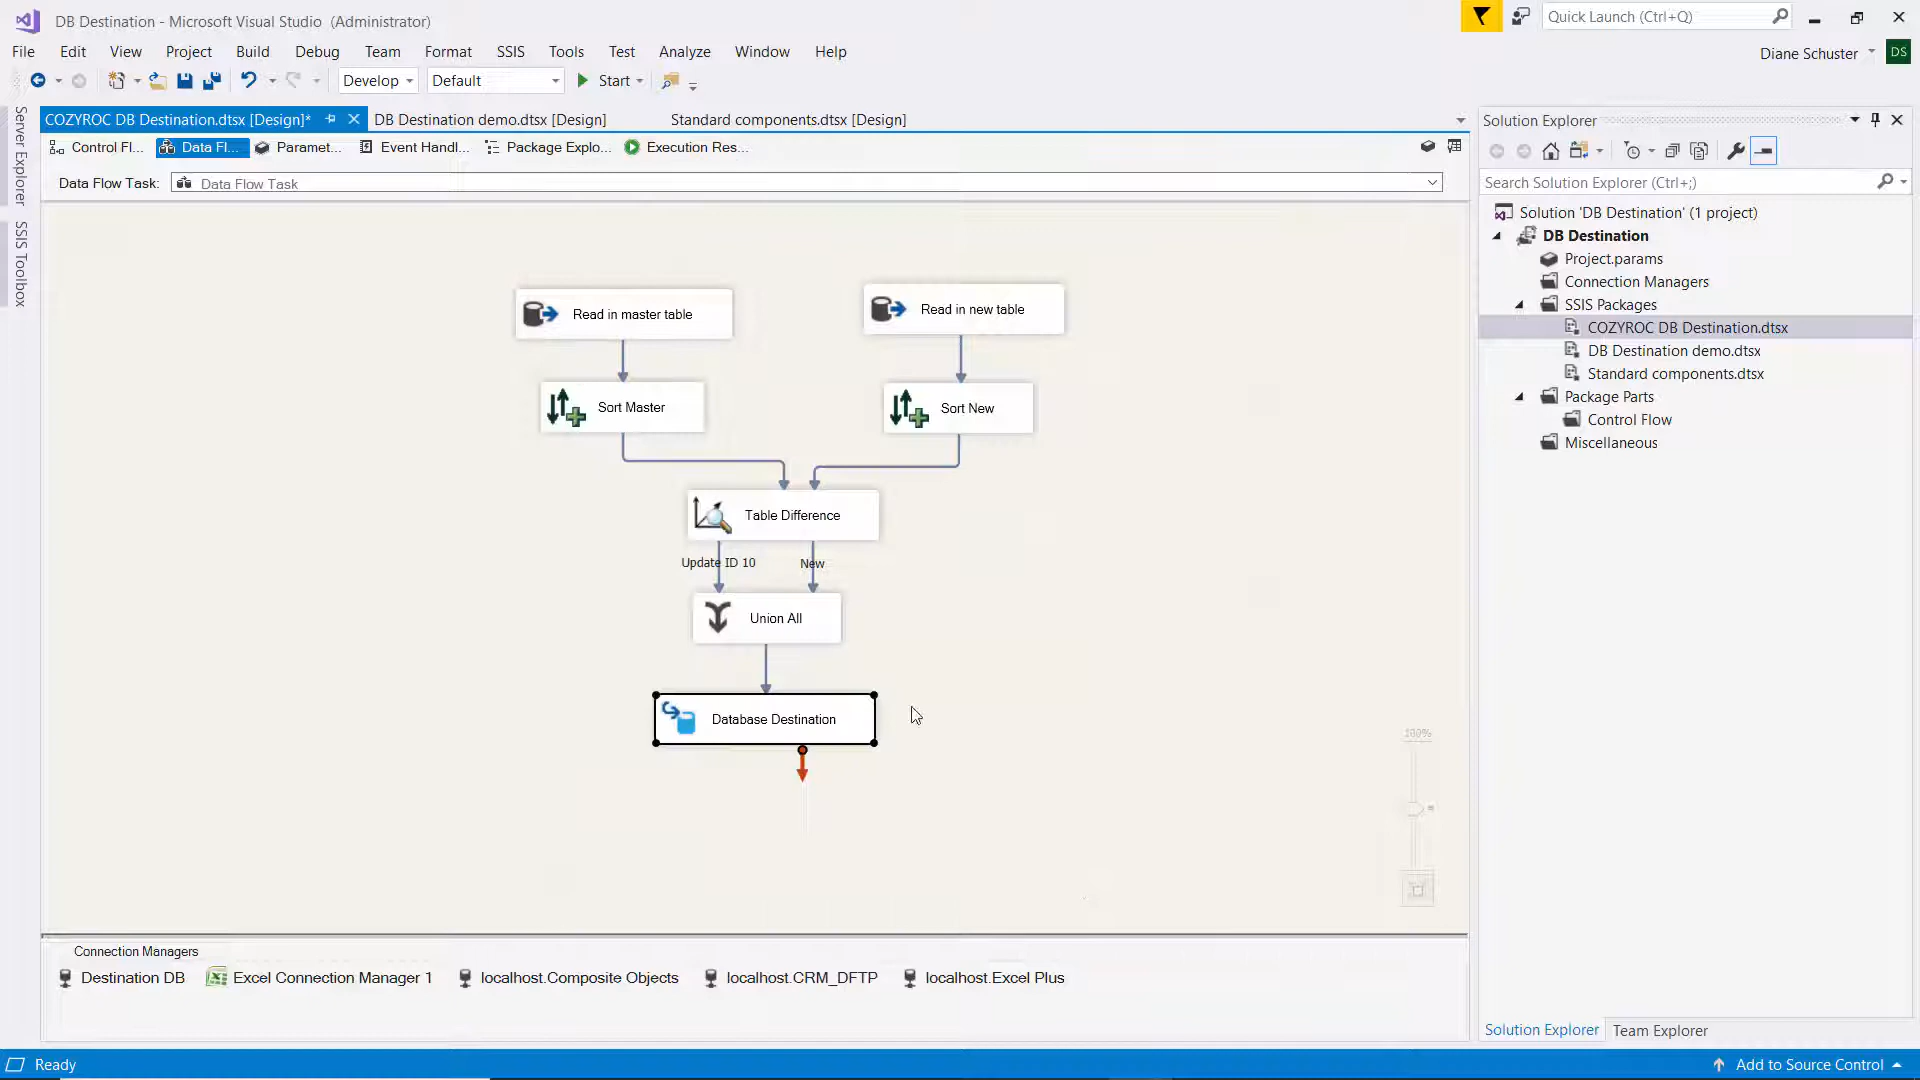 DB Destination - Microsoft Visual Studio (Administrator)
Quick Launch (Ctrl+Q)
File Edit View Project Build Debug Team Format SSIS Tools Test Analyze Window Help
Diane Schuster DS
Develop Default Start
Server Explorer
SSIS Toolbox
COZYROC DB Destination.dtsx [Design]* DB Destination demo.dtsx [Design] Standard components.dtsx [Design]
Control Fl... Data Fl... Paramet... Event Handl... Package Explo... Execution Res...
Data Flow Task: Data Flow Task
Read in master table
Read in new table
Sort Master
Sort New
Table Difference
Update ID 10
New
Union All
Database Destination
100%
Connection Managers
Destination DB Excel Connection Manager 1 localhost.Composite Objects localhost.CRM_DFTP localhost.Excel Plus
Solution Explorer
Search Solution Explorer (Ctrl+;)
Solution 'DB Destination' (1 project)
DB Destination
Project.params
Connection Managers
SSIS Packages
COZYROC DB Destination.dtsx
DB Destination demo.dtsx
Standard components.dtsx
Package Parts
Control Flow
Miscellaneous
Solution Explorer Team Explorer
Ready
Add to Source Control